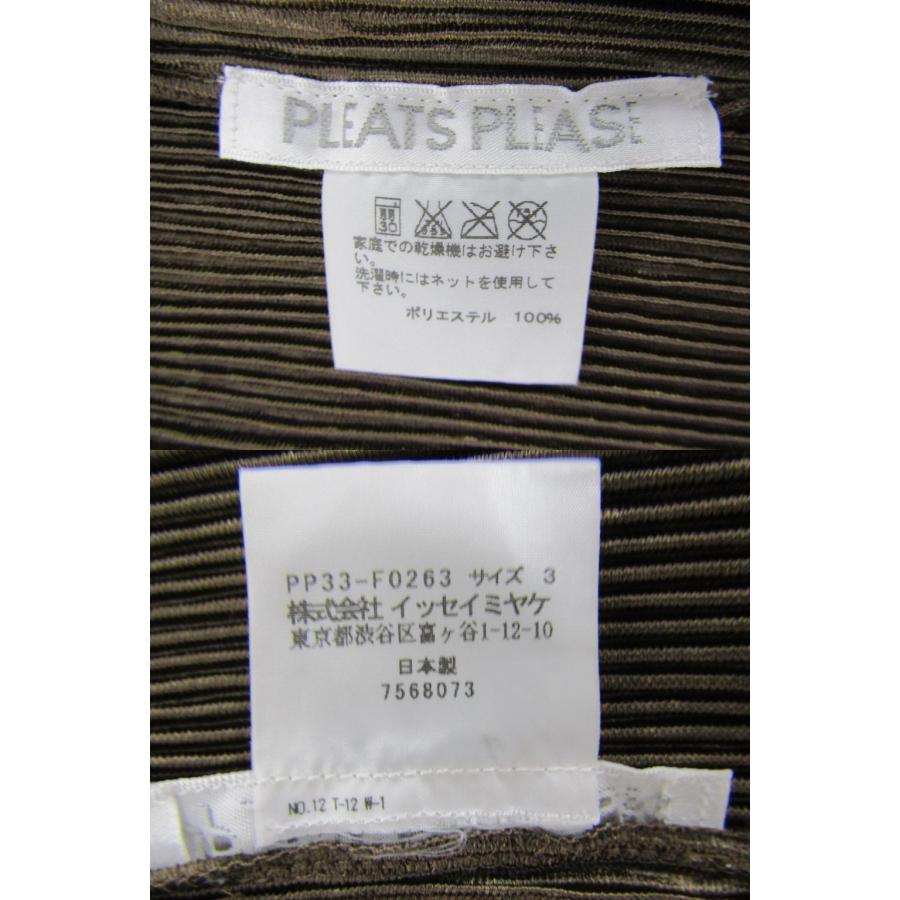 PLEATS PLEASE
30
家庭での乾燥機はお避け下さ
い。
洗濯時にはネットを使用して
下さい。
ポリエステル 100%
PP33-F0263 サイズ 3
株式会社 イッセイミヤケ
東京都渋谷区富ヶ谷1-12-10
日本製
7568073
NO.12 T-12 W-1